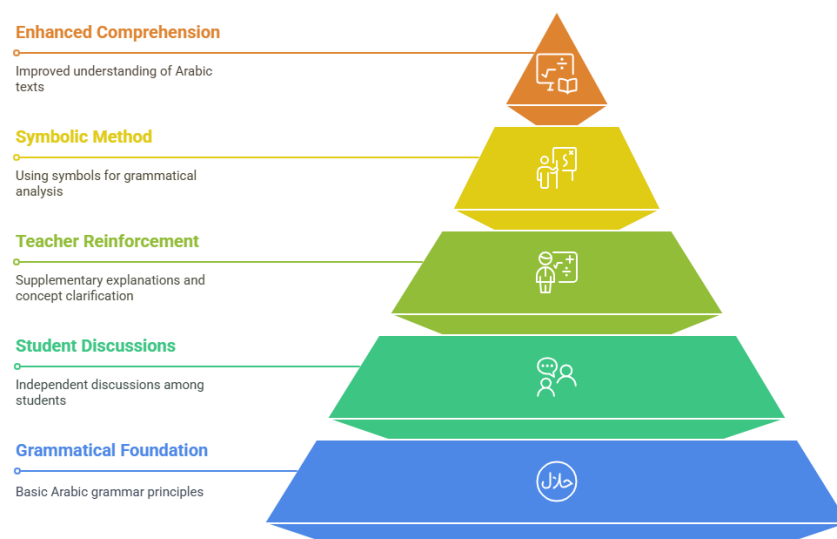 Enhanced Comprehension
Improved understanding of Arabic
texts
Symbolic Method
Using symbols for grammatical
analysis
Teacher Reinforcement
Supplementary explanations and
concept clarification
Student Discussions
Independent discussions among
students
Grammatical Foundation
Basic Arabic grammar principles
حلال